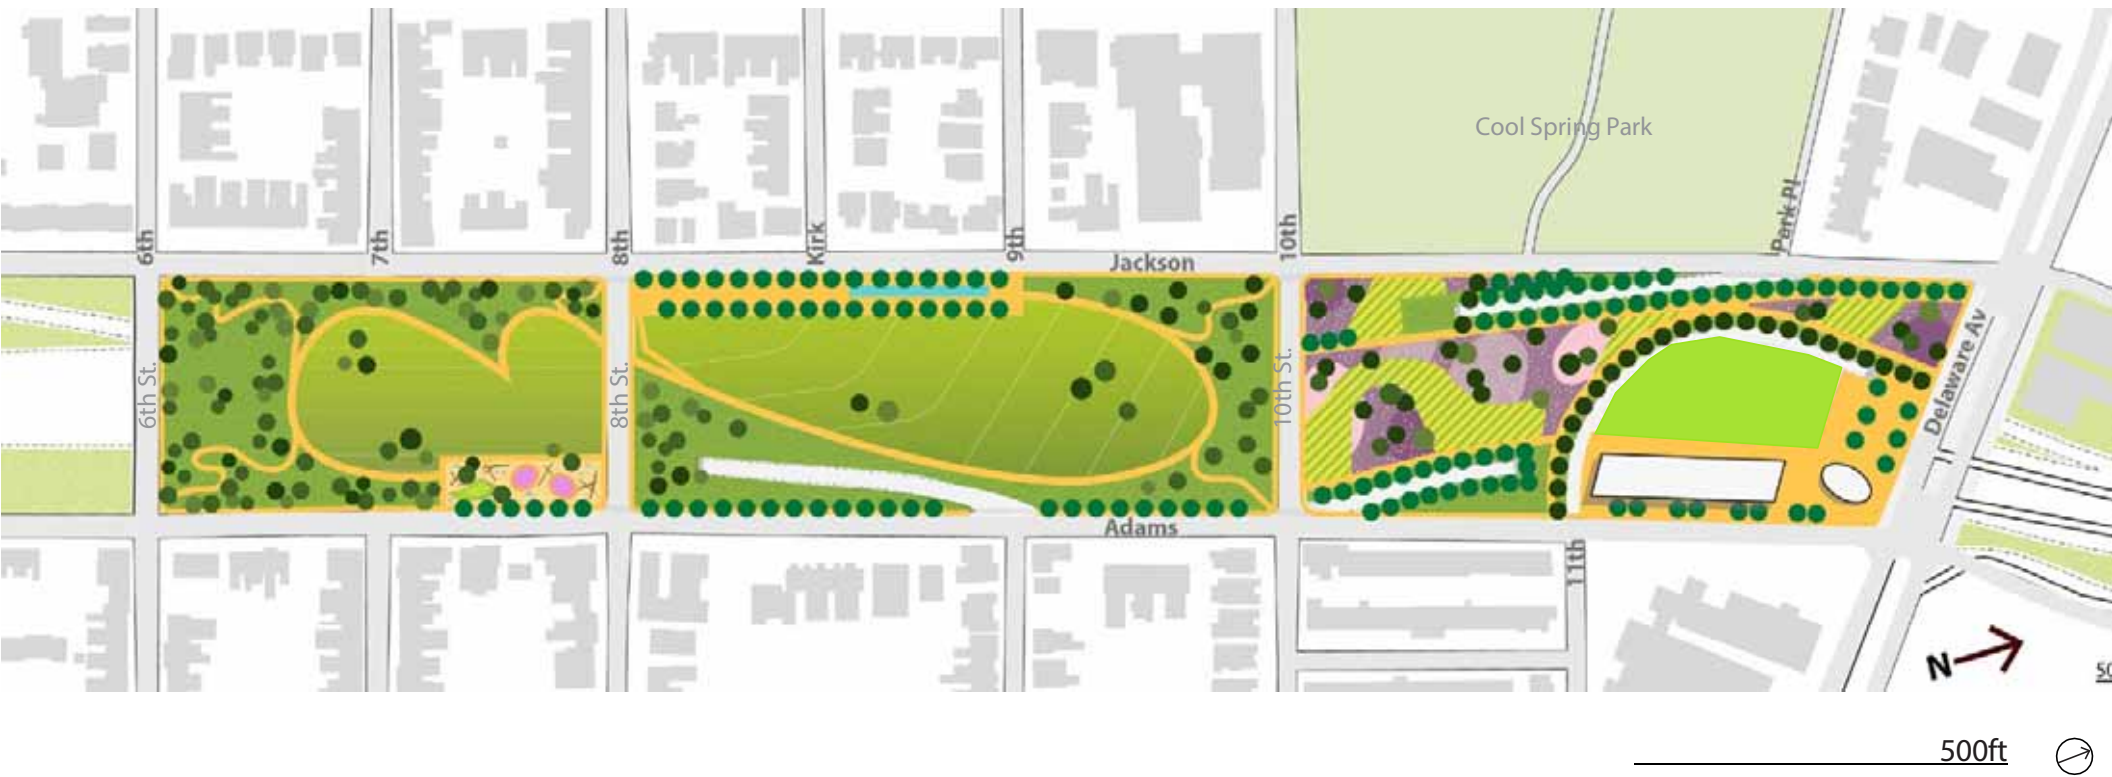 Cool Spring Park
6th
7th
8th
Kirk
9th
10th
Park Pl
Jackson
6th St.
8th St.
10th St.
Delaware Av
Adams
11th
N
50
500ft